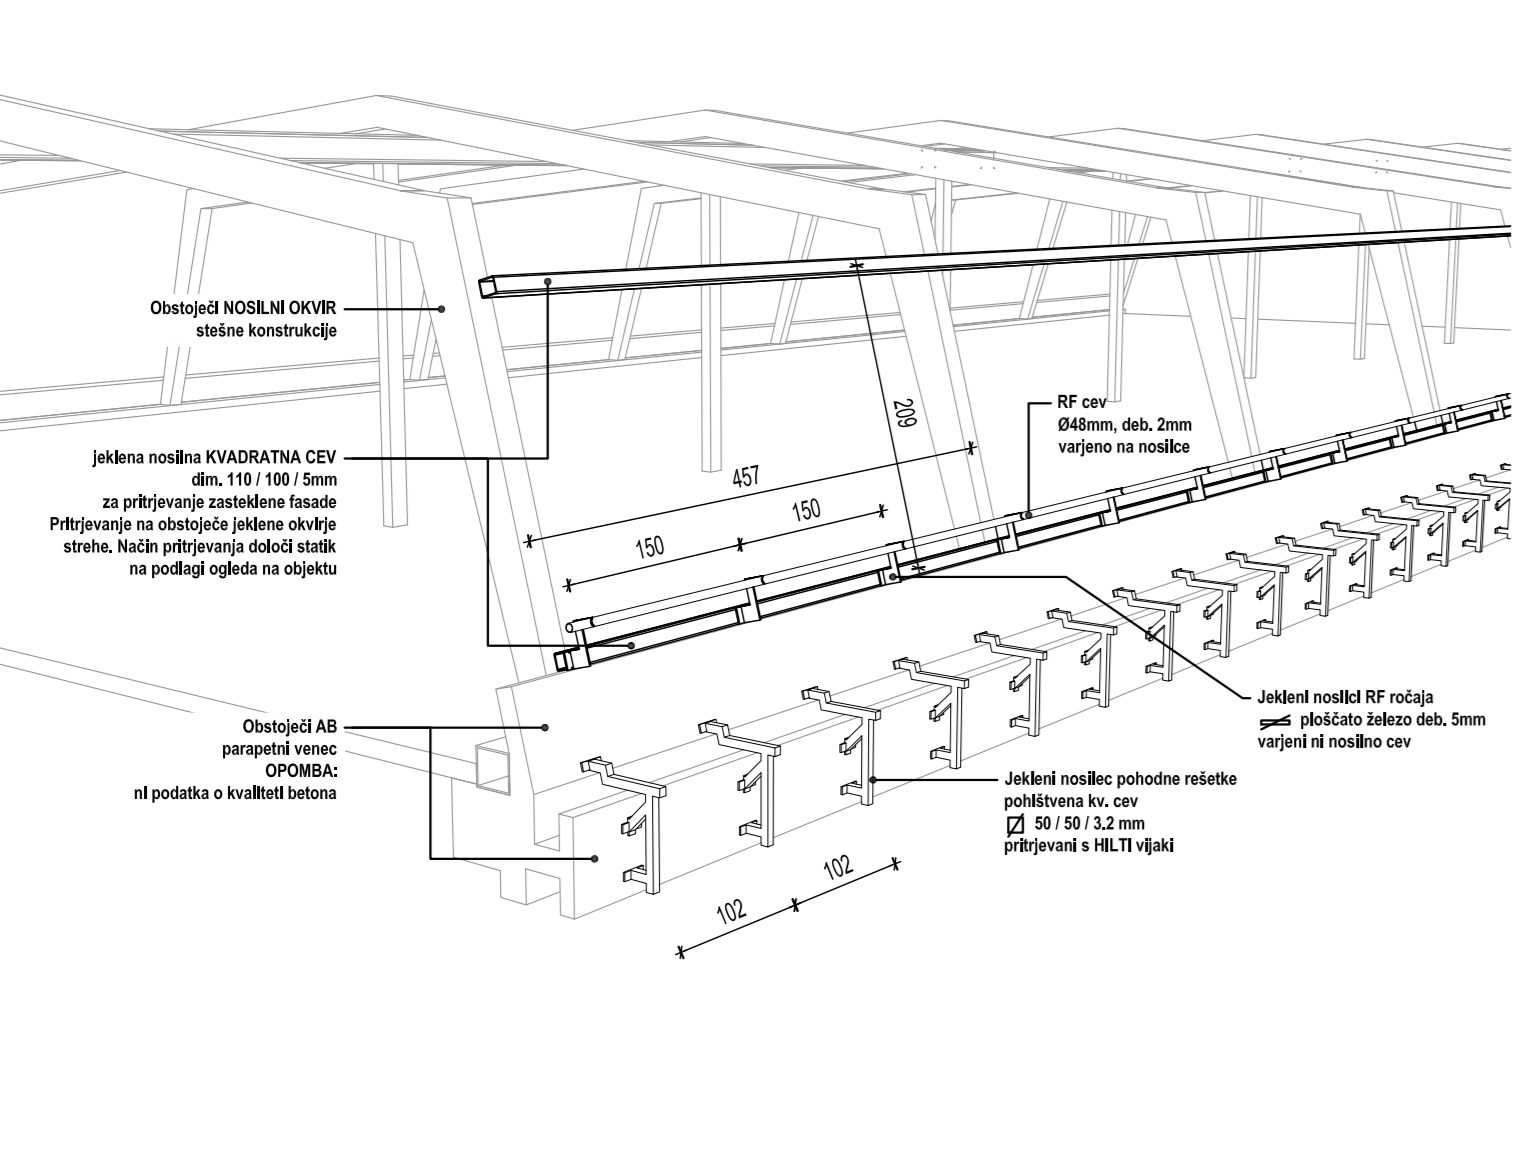 Obstoječi NOSILNI OKVIR
stešne konstrukcije
jeklena nosilna KVADRATNA CEV
dim. 110 / 100 / 5mm
za pritrjevanje zasteklene fasade
Pritrjevanje na obstoječe jeklene okvirje
strehe. Način pritrjevanja določi statik
na podlagi ogleda na objektu
Obstoječi AB
parapetni venec
OPOMBA:
ni podatka o kvaliteti betona
209
457
150
150
RF cev
Ø48mm, deb. 2mm
varjeno na nosilce
Jekleni nosilci RF ročaja
ploščato železo deb. 5mm
varjeni ni nosilno cev
Jekleni nosilec pohodne rešetke
pohištvena kv. cev
50 / 50 / 3.2 mm
pritrjevani s HILTI vijaki
102
102